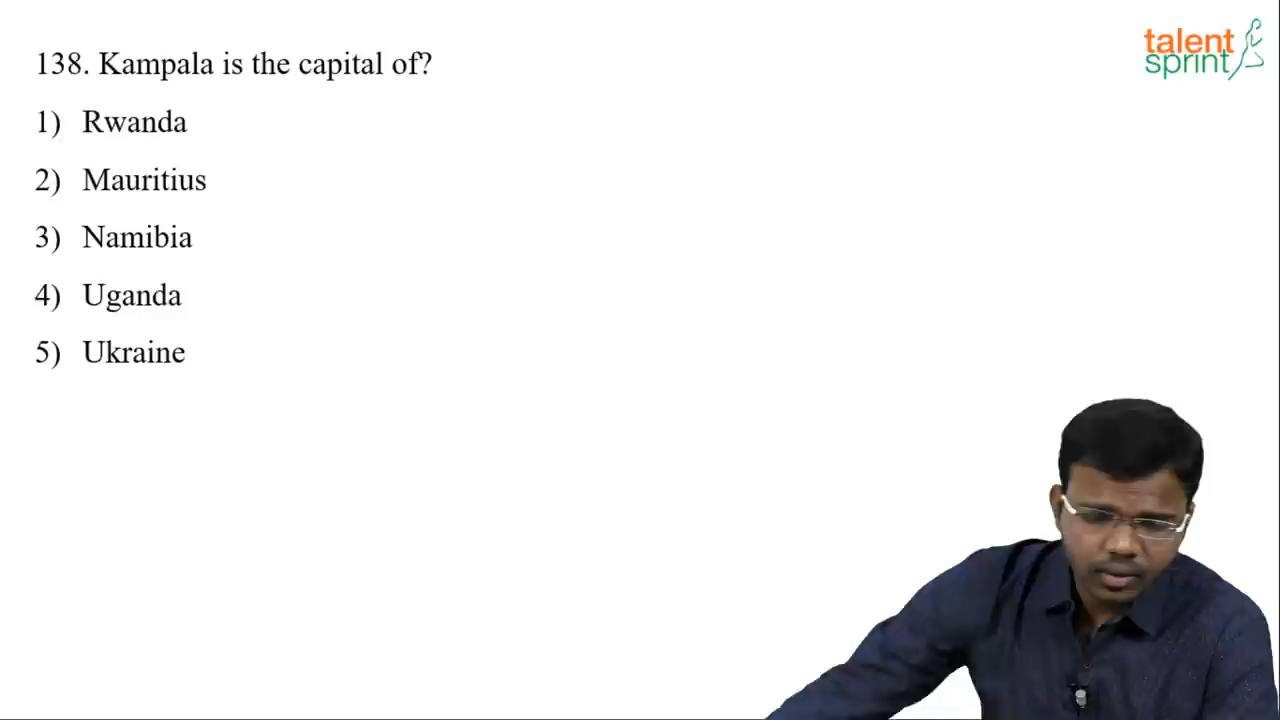 138. Kampala is the capital of?
1) Rwanda
2) Mauritius
3) Namibia
4) Uganda
5) Ukraine
talent
sprint